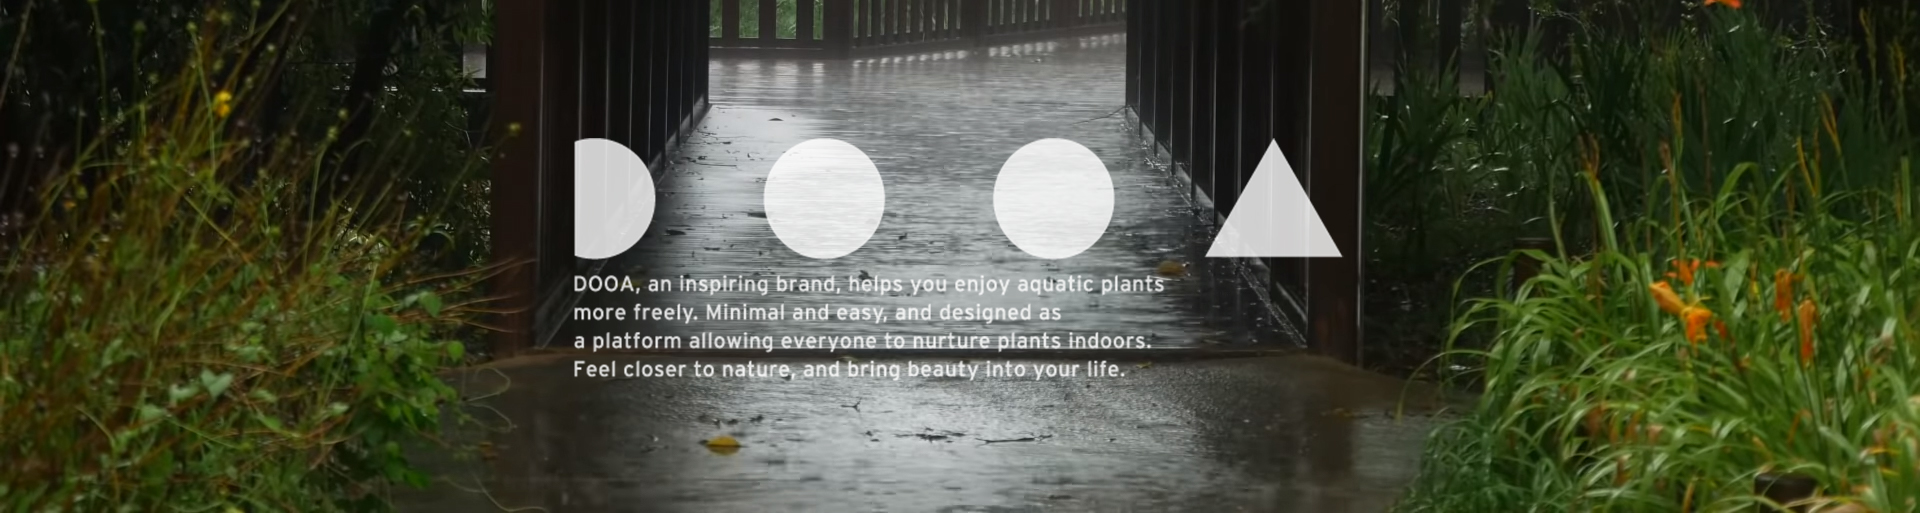 DOOA
DOOA, an inspiring brand, helps you enjoy aquatic plants
more freely. Minimal and easy, and designed as
a platform allowing everyone to nurture plants indoors.
Feel closer to nature, and bring beauty into your life.